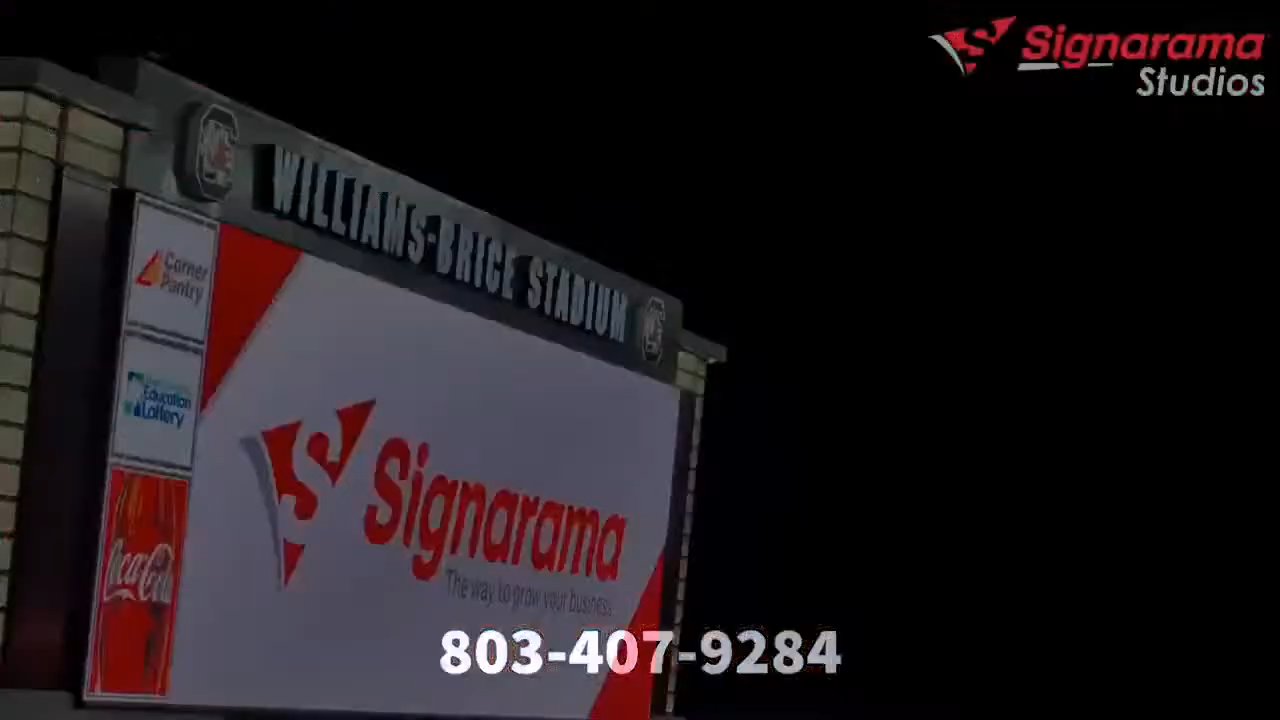 Signarama
Studios
WILLIAMS-BRICE STADIUM
Corner
Pantry
Education
Lottery
Coca-Cola
Signarama
The way to grow your business.
803-407-9284